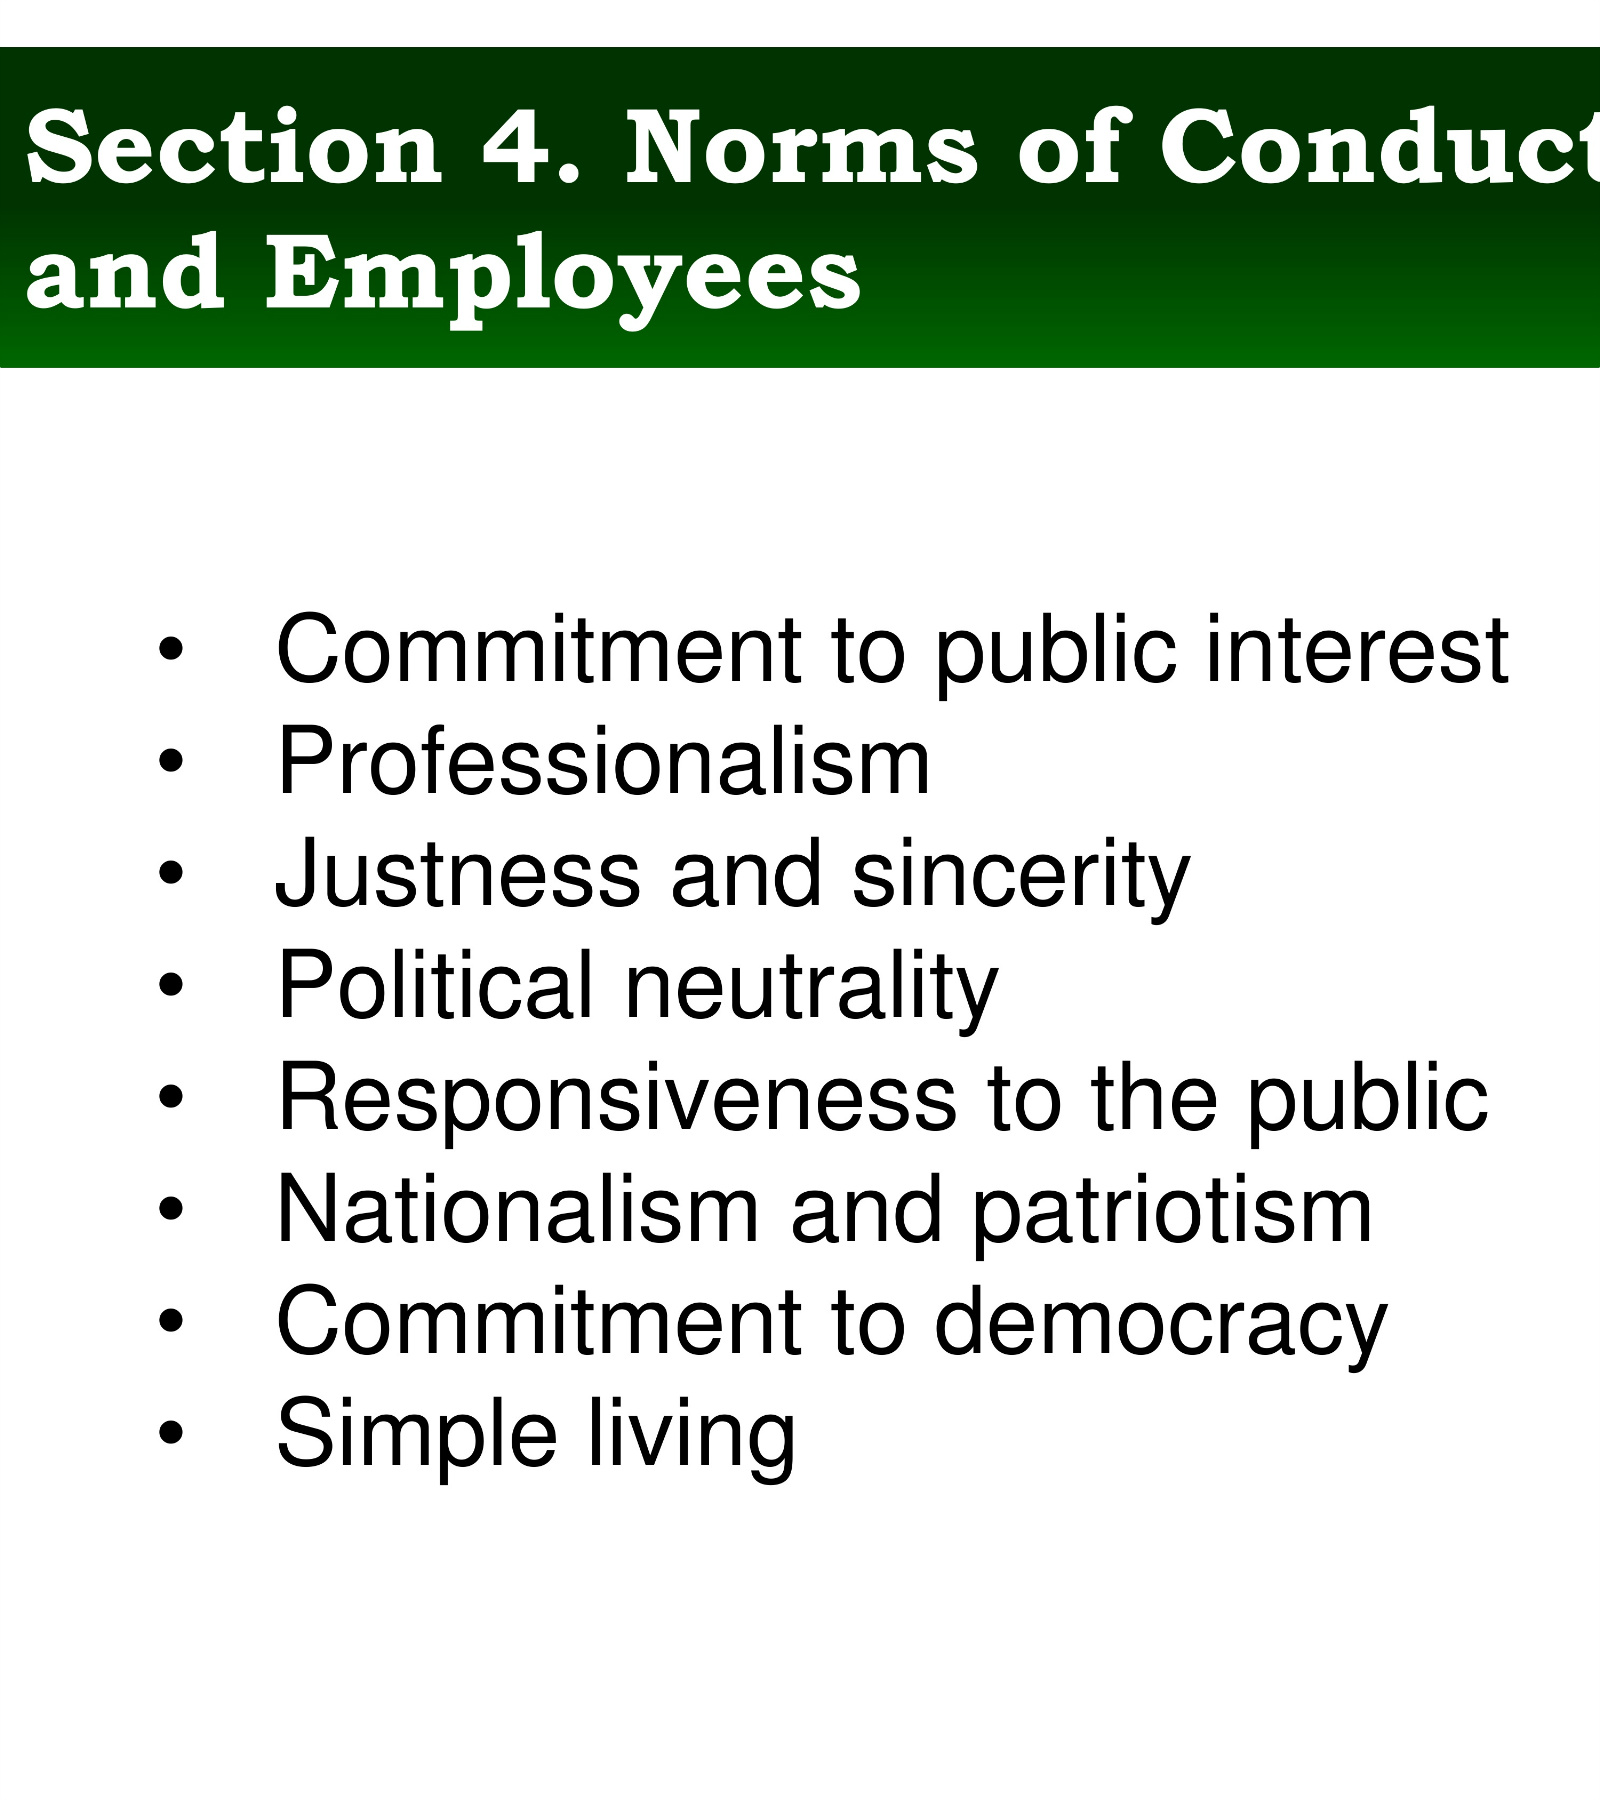 Section 4. Norms of Conduct
and Employees
• Commitment to public interest
• Professionalism
• Justness and sincerity
• Political neutrality
• Responsiveness to the public
• Nationalism and patriotism
• Commitment to democracy
• Simple living